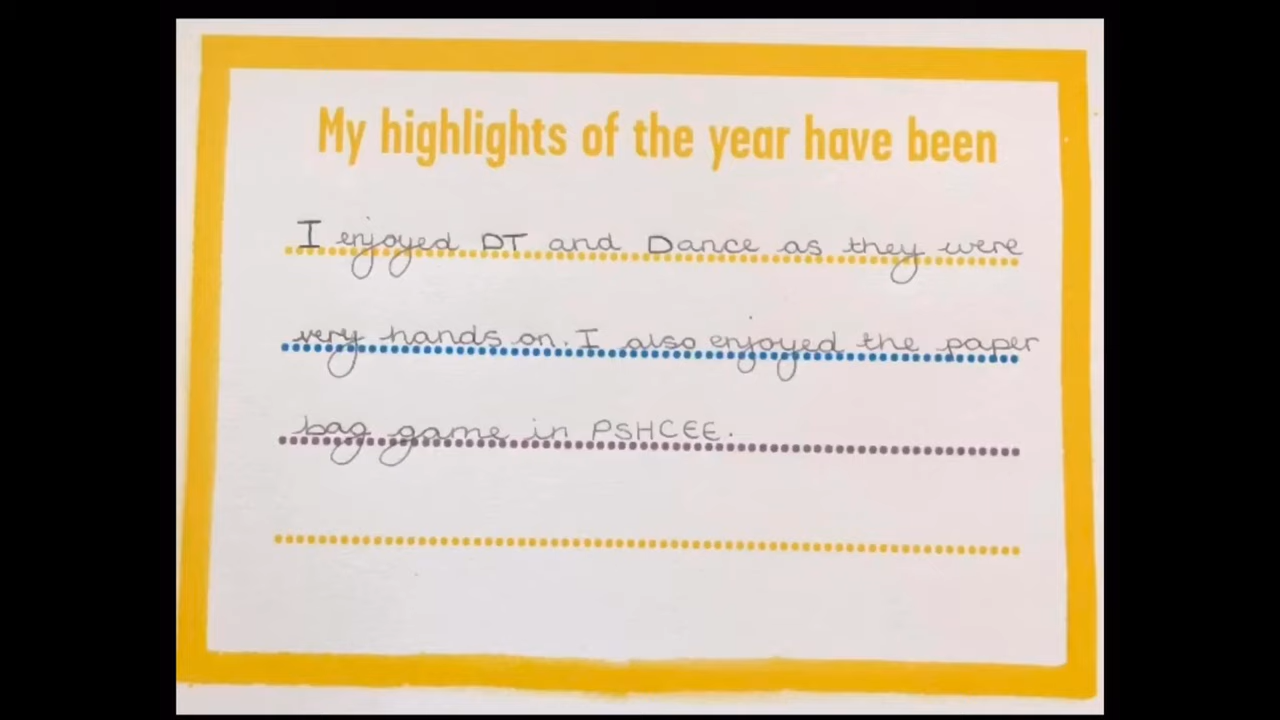 My highlights of the year have been
I enjoyed DT and Dance as they were
very hands on. I also enjoyed the paper
bag game in PSHCEE.